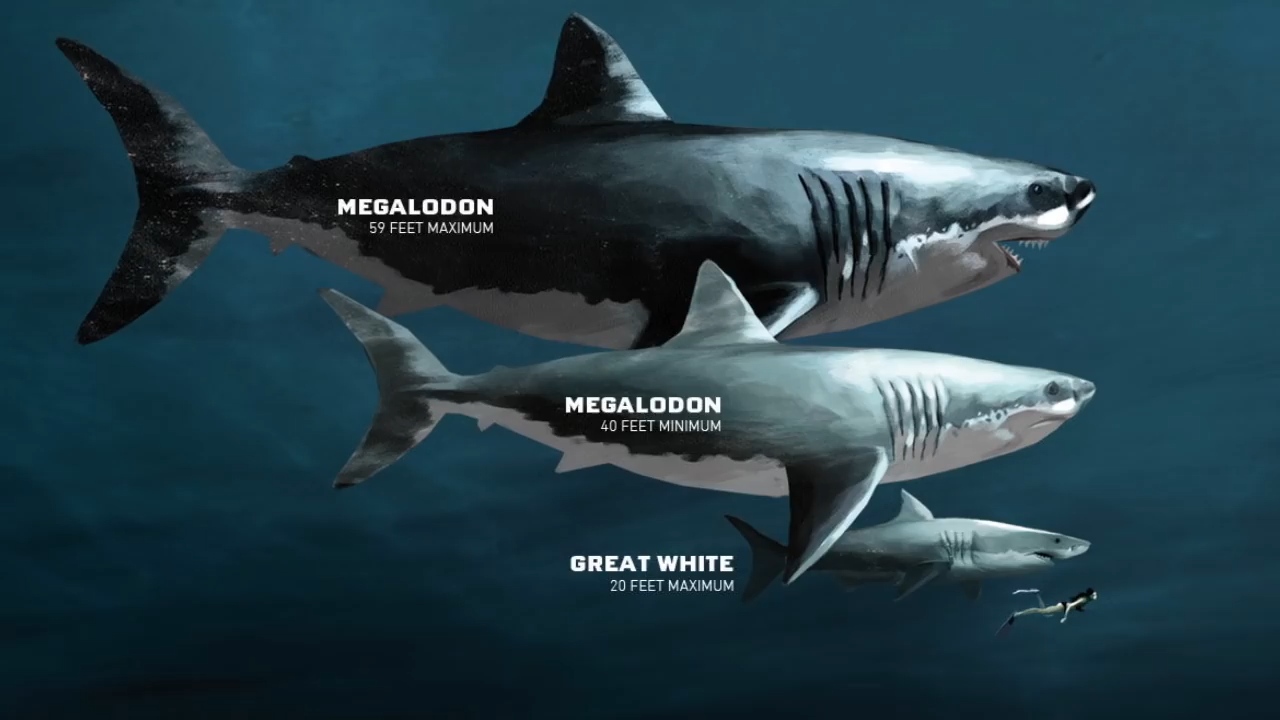 MEGALODON
59 FEET MAXIMUM
MEGALODON
40 FEET MINIMUM
GREAT WHITE
20 FEET MAXIMUM